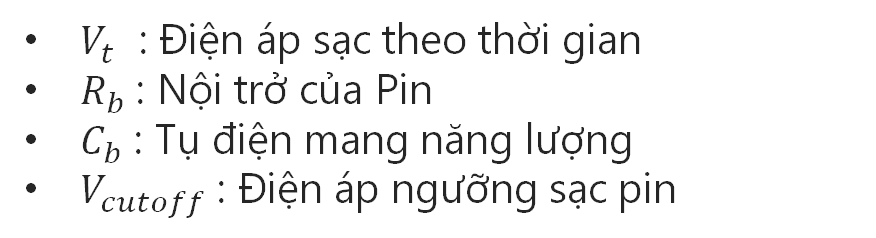 • V_t : Điện áp sạc theo thời gian
• R_b : Nội trở của Pin
• C_b : Tụ điện mang năng lượng
• V_cutoff : Điện áp ngưỡng sạc pin